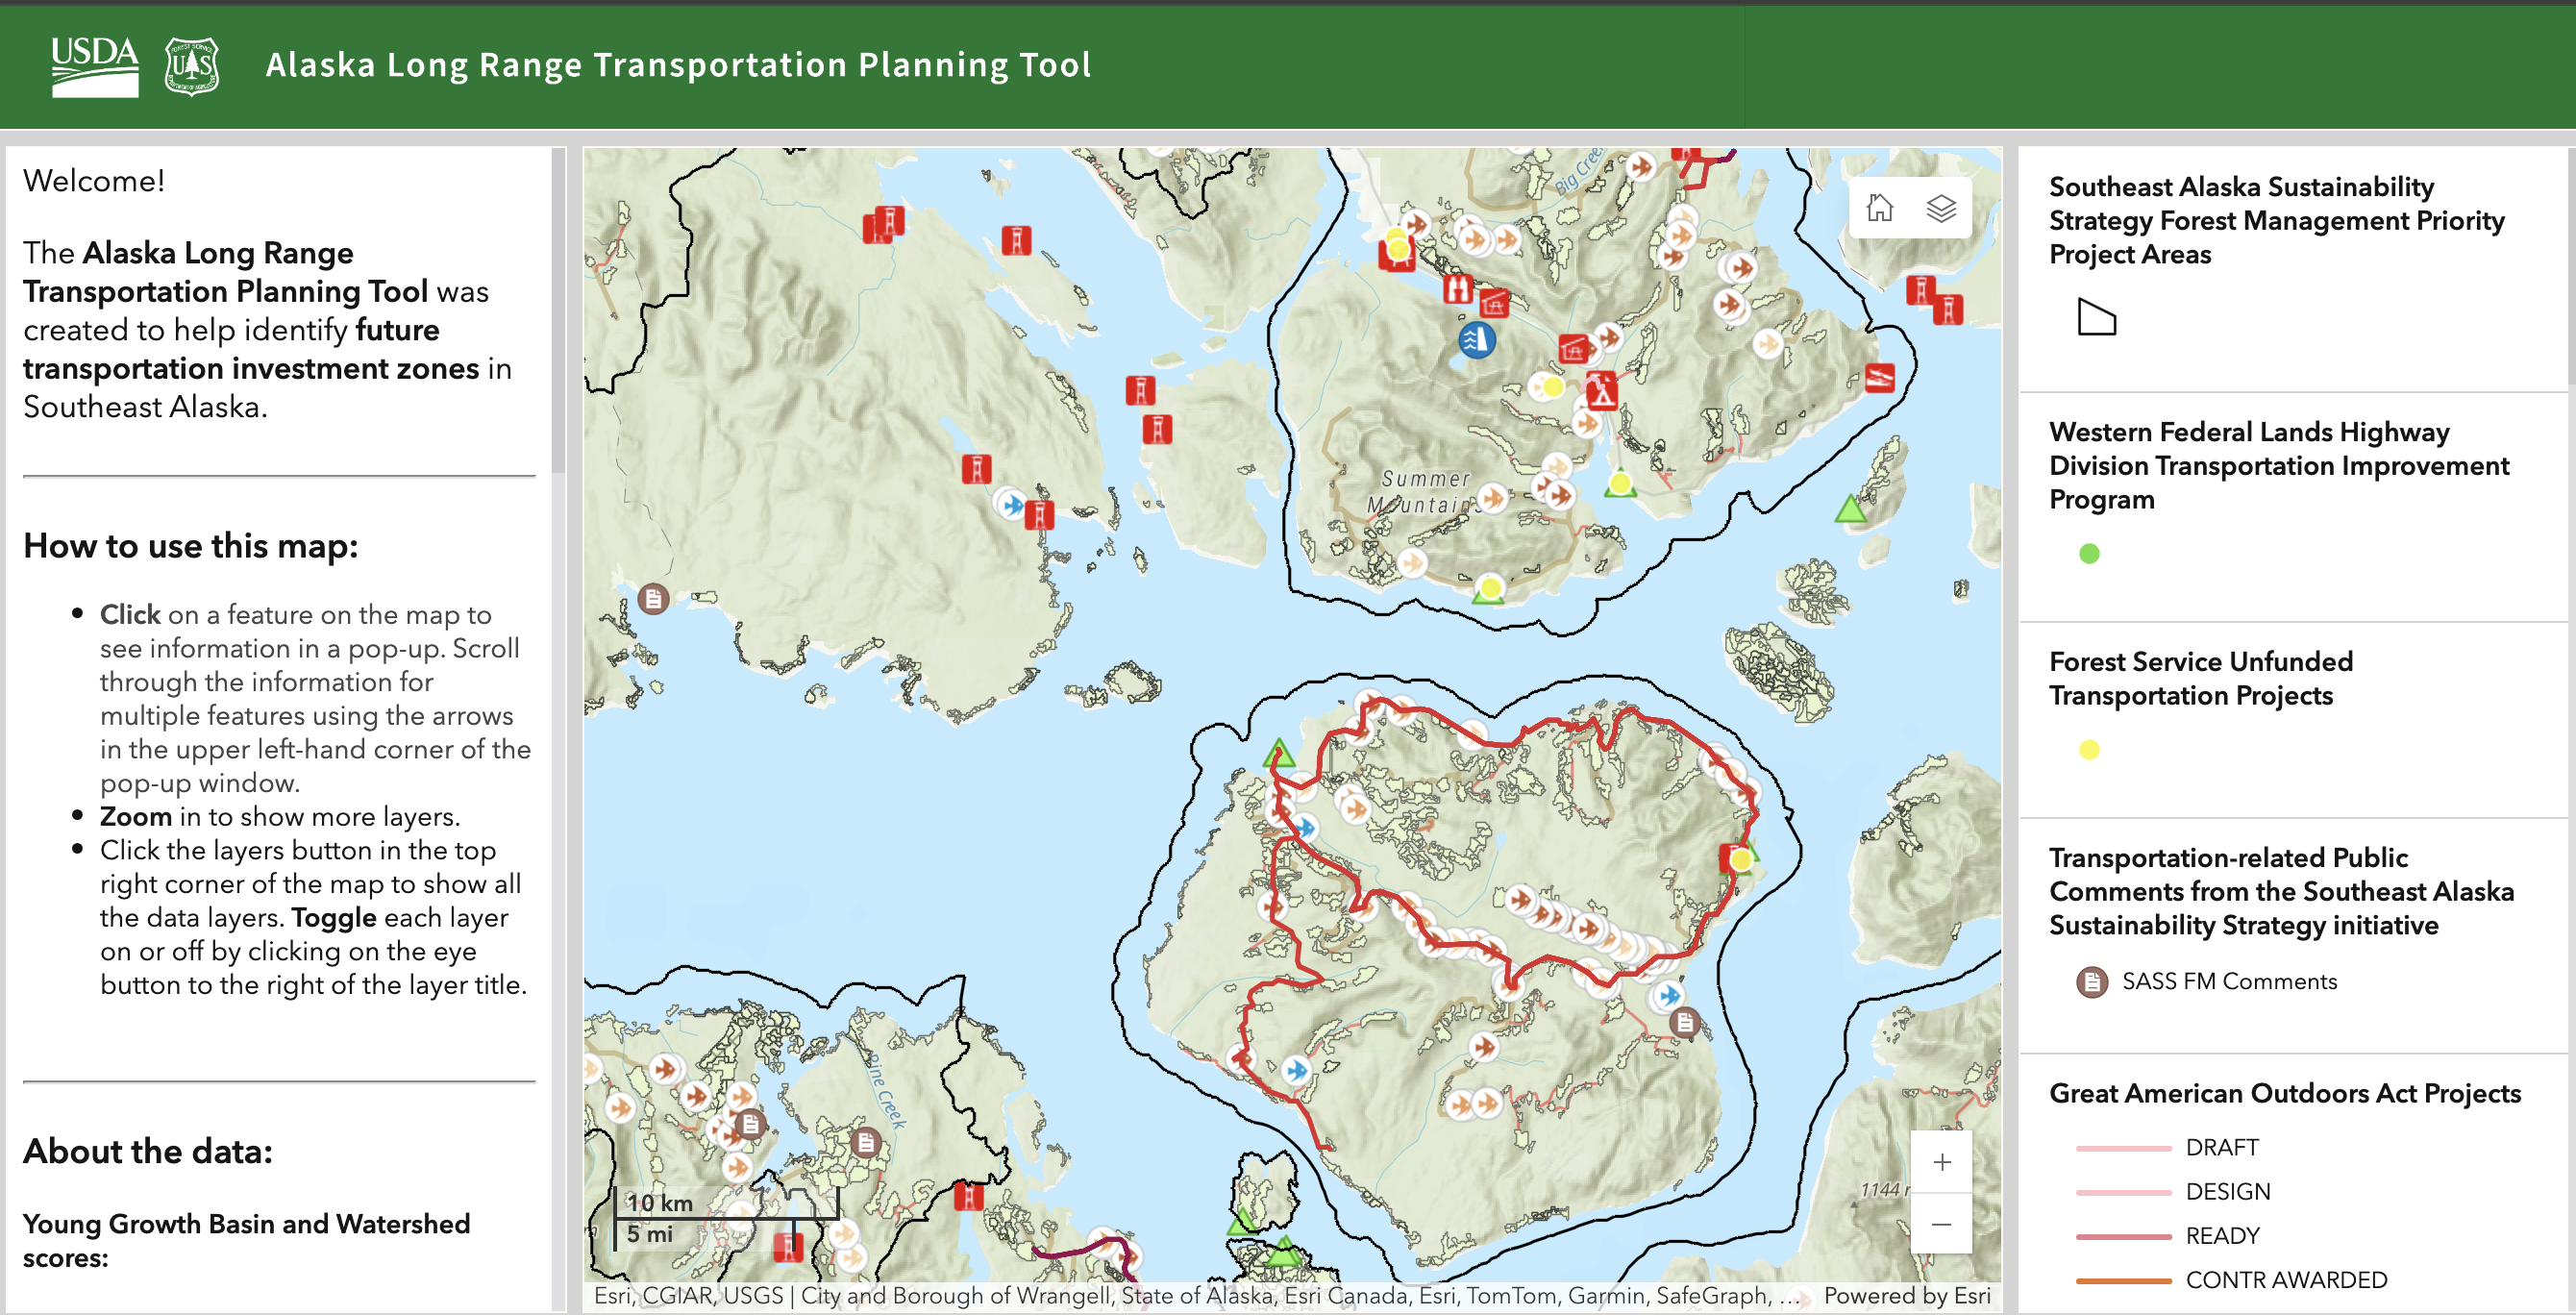 USDA
FOREST SERVICE
U S
DEPARTMENT OF AGRICULTURE
Alaska Long Range Transportation Planning Tool
Welcome!
The Alaska Long Range
Transportation Planning Tool was
created to help identify future
transportation investment zones in
Southeast Alaska.
How to use this map:
• Click on a feature on the map to
see information in a pop-up. Scroll
through the information for
multiple features using the arrows
in the upper left-hand corner of the
pop-up window.
• Zoom in to show more layers.
• Click the layers button in the top
right corner of the map to show all
the data layers. Toggle each layer
on or off by clicking on the eye
button to the right of the layer title.
About the data:
Young Growth Basin and Watershed
scores:
Big Creek
Summer
Mountains
Pine Creek
1144
10 km
5 mi
+
−
Esri, CGIAR, USGS | City and Borough of Wrangell, State of Alaska, Esri Canada, Esri, TomTom, Garmin, SafeGraph, ...
Powered by Esri
Southeast Alaska Sustainability
Strategy Forest Management Priority
Project Areas
Western Federal Lands Highway
Division Transportation Improvement
Program
Forest Service Unfunded
Transportation Projects
Transportation-related Public
Comments from the Southeast Alaska
Sustainability Strategy initiative
SASS FM Comments
Great American Outdoors Act Projects
DRAFT
DESIGN
READY
CONTR AWARDED